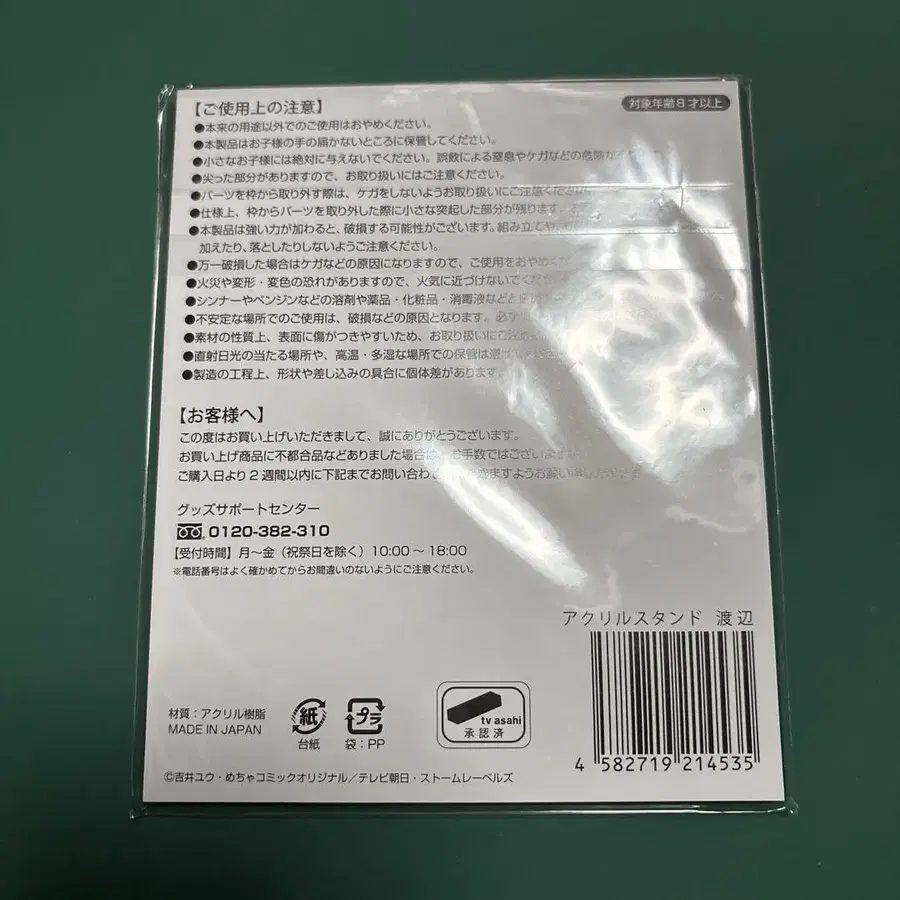 【ご使用上の注意】
対象年齢8才以上
●本来の用途以外でのご使用はおやめください。
●本製品はお子様の手の届かないところに保管してください。
●小さなお子様には絶対に与えないでください。誤飲による窒息やケガなどの危険が
●尖った部分がありますので、お取り扱いにはご注意ください。
●パーツを枠から取り外す際は、ケガをしないようお取り扱いにご注意くださ
●仕様上、枠からパーツを取り外した際に小さな突起した部分が残ります。
●本製品は強い力が加わると、破損する可能性がございます。組み立てや
加えたり、落としたりしないようご注意ください。
●万一破損した場合はケガなどの原因になりますので、ご使用をおやめくだ
●火災や変形・変色の恐れがありますので、火気に近づけないでくださ
●シンナーやベンジンなどの溶剤や薬品・化粧品・消毒液などと
●不安定な場所でのご使用は、破損などの原因となります。必ず
●素材の性質上、表面に傷がつきやすいため、お取り扱いにご注意
●直射日光の当たる場所や、高温・多湿な場所での保管は避け
●製造の工程上、形状や差し込みの具合に個体差があります。
【お客様へ】
この度はお買い上げいただきまして、誠にありがとうございます。
お買い上げ商品に不都合品などありました場合は、お手数ではございます
ご購入日より2週間以内に下記までお問い合わせ きますようお願い申し
グッズサポートセンター
0120-382-310
【受付時間】月～金（祝祭日を除く）10:00～18:00
※電話番号はよく確かめてからお間違いのないようにご注意ください。
アクリルスタンド 渡辺
材質：アクリル樹脂
MADE IN JAPAN
紙
台紙
プラ
袋：PP
tv asahi
承認済
4 582719 214535
©吉井ユウ・めちゃコミックオリジナル／テレビ朝日・ストームレーベルズ